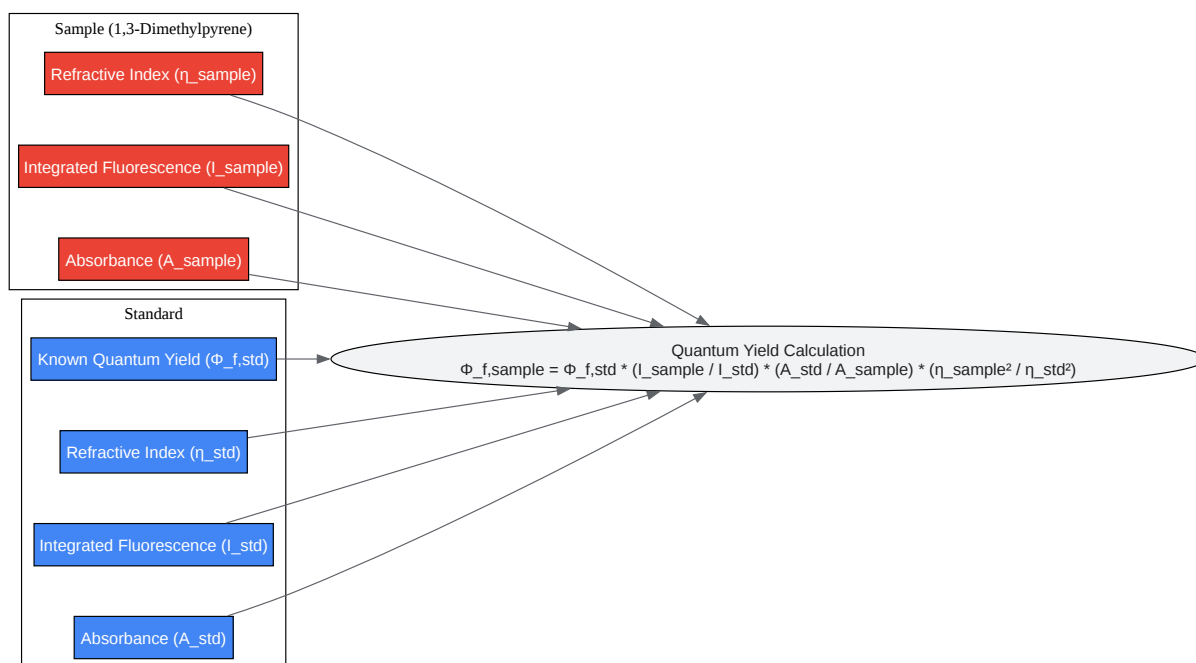 Sample (1,3-Dimethylpyrene)
Refractive Index (η_sample)
Integrated Fluorescence (I_sample)
Absorbance (A_sample)
Standard
Known Quantum Yield (Φ_f,std)
Refractive Index (η_std)
Integrated Fluorescence (I_std)
Absorbance (A_std)
Quantum Yield Calculation
Φ_f,sample = Φ_f,std * (I_sample / I_std) * (A_std / A_sample) * (η_sample² / η_std²)